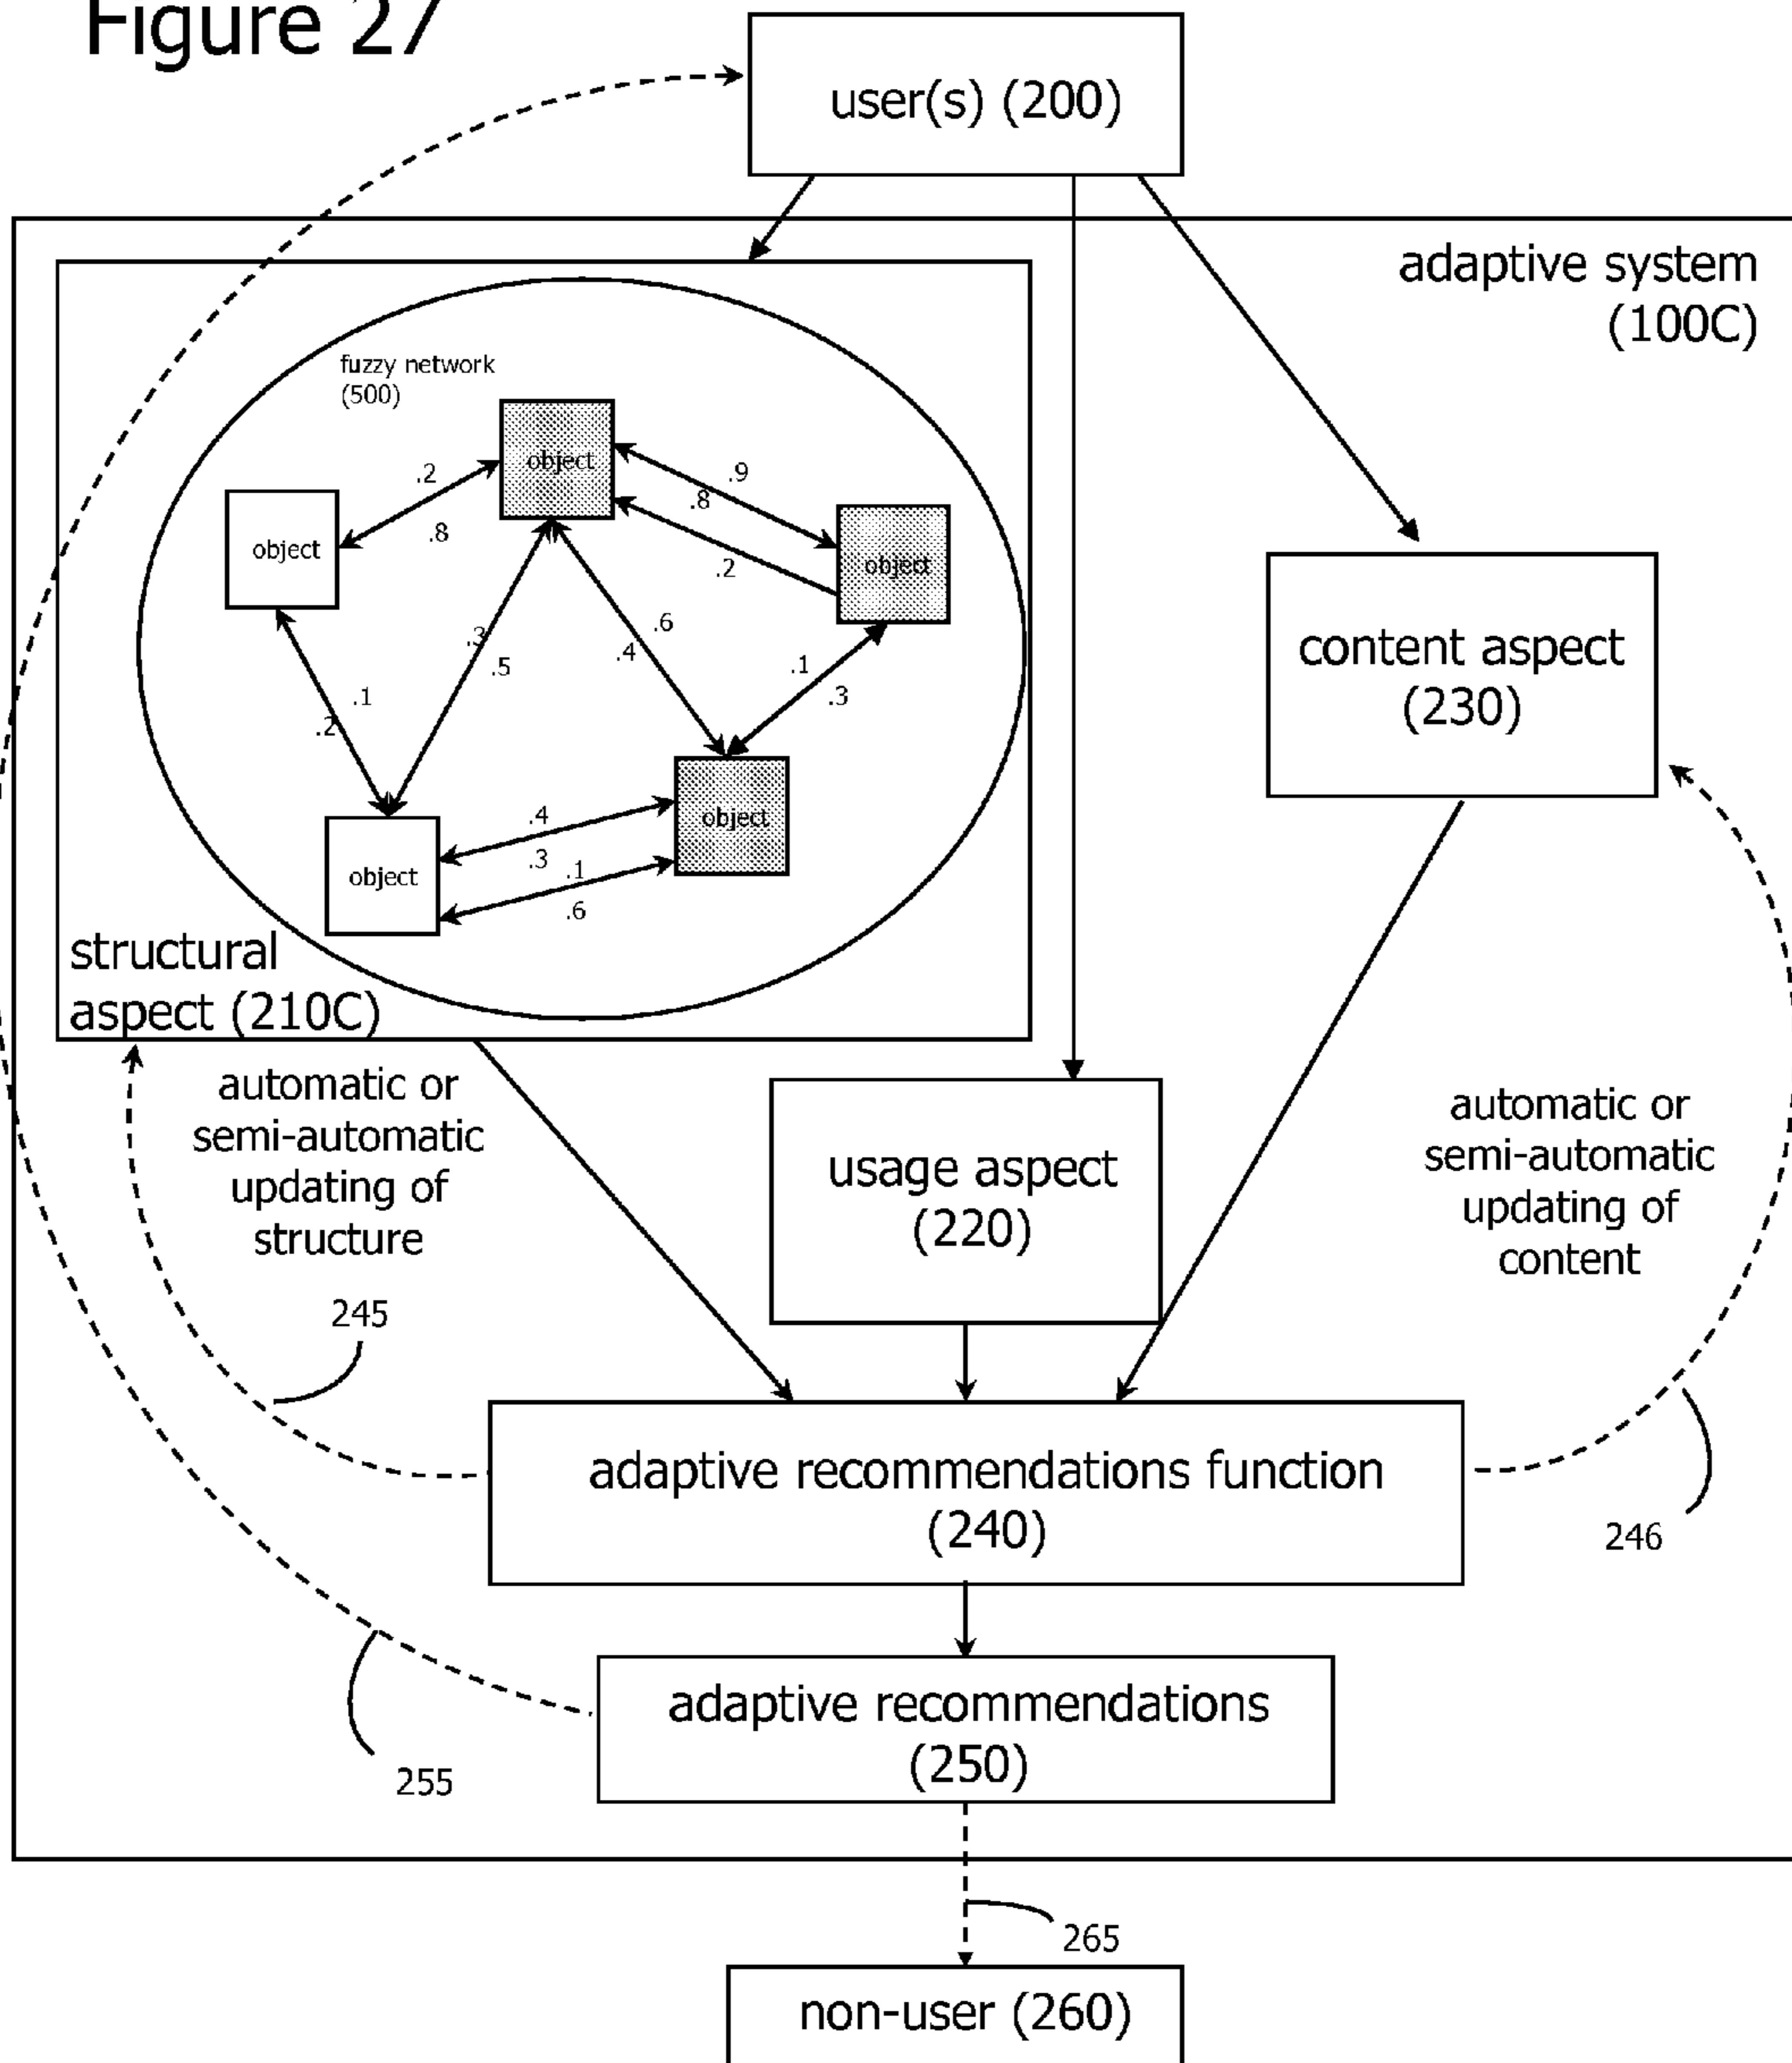 Figure 27
user(s) (200)
adaptive system
(100C)
fuzzy network
(500)
object
.2
.8
.9
.8
.2
object
object
.3
.5
.6
.4
.1
.3
.1
.2
object
object
.4
.3
.1
.6
structural
aspect (210C)
content aspect
(230)
automatic or
semi-automatic
updating of
structure
245
usage aspect
(220)
automatic or
semi-automatic
updating of
content
246
adaptive recommendations function
(240)
adaptive recommendations
(250)
255
265
non-user (260)